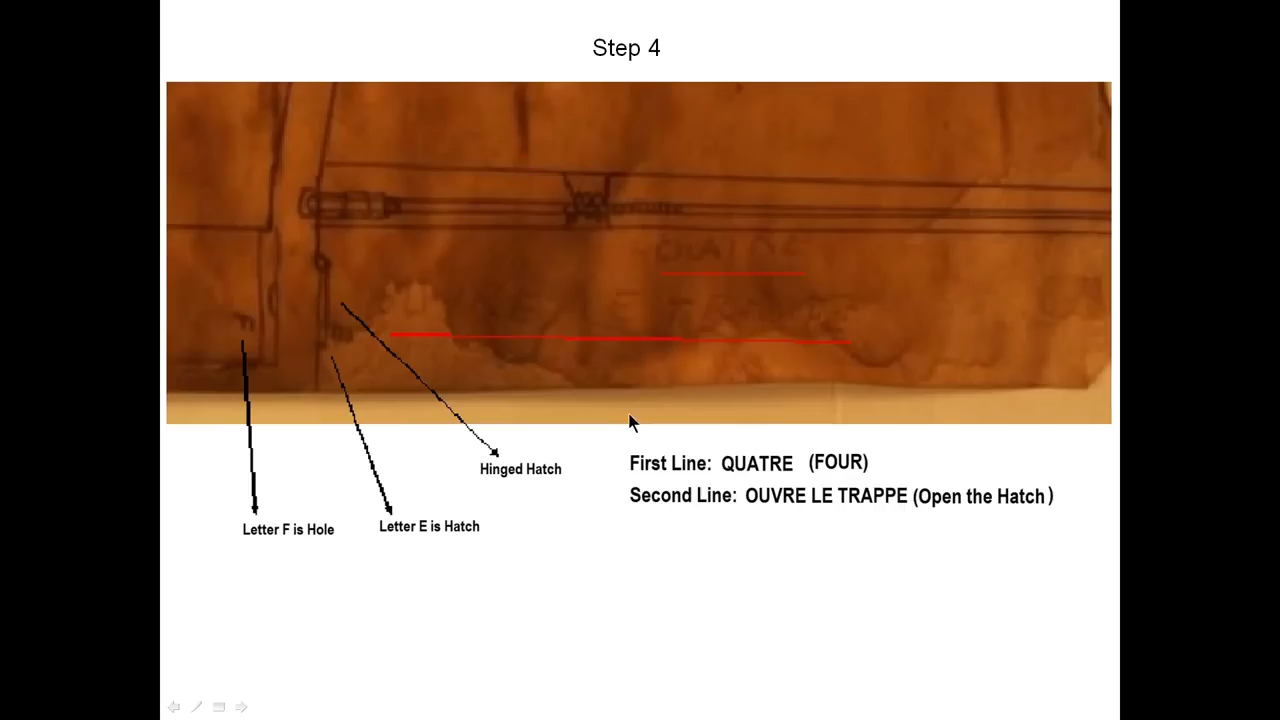 Step 4
QUATRE
Hinged Hatch
Letter F is Hole
Letter E is Hatch
First Line: QUATRE (FOUR)
Second Line: OUVRE LE TRAPPE (Open the Hatch)